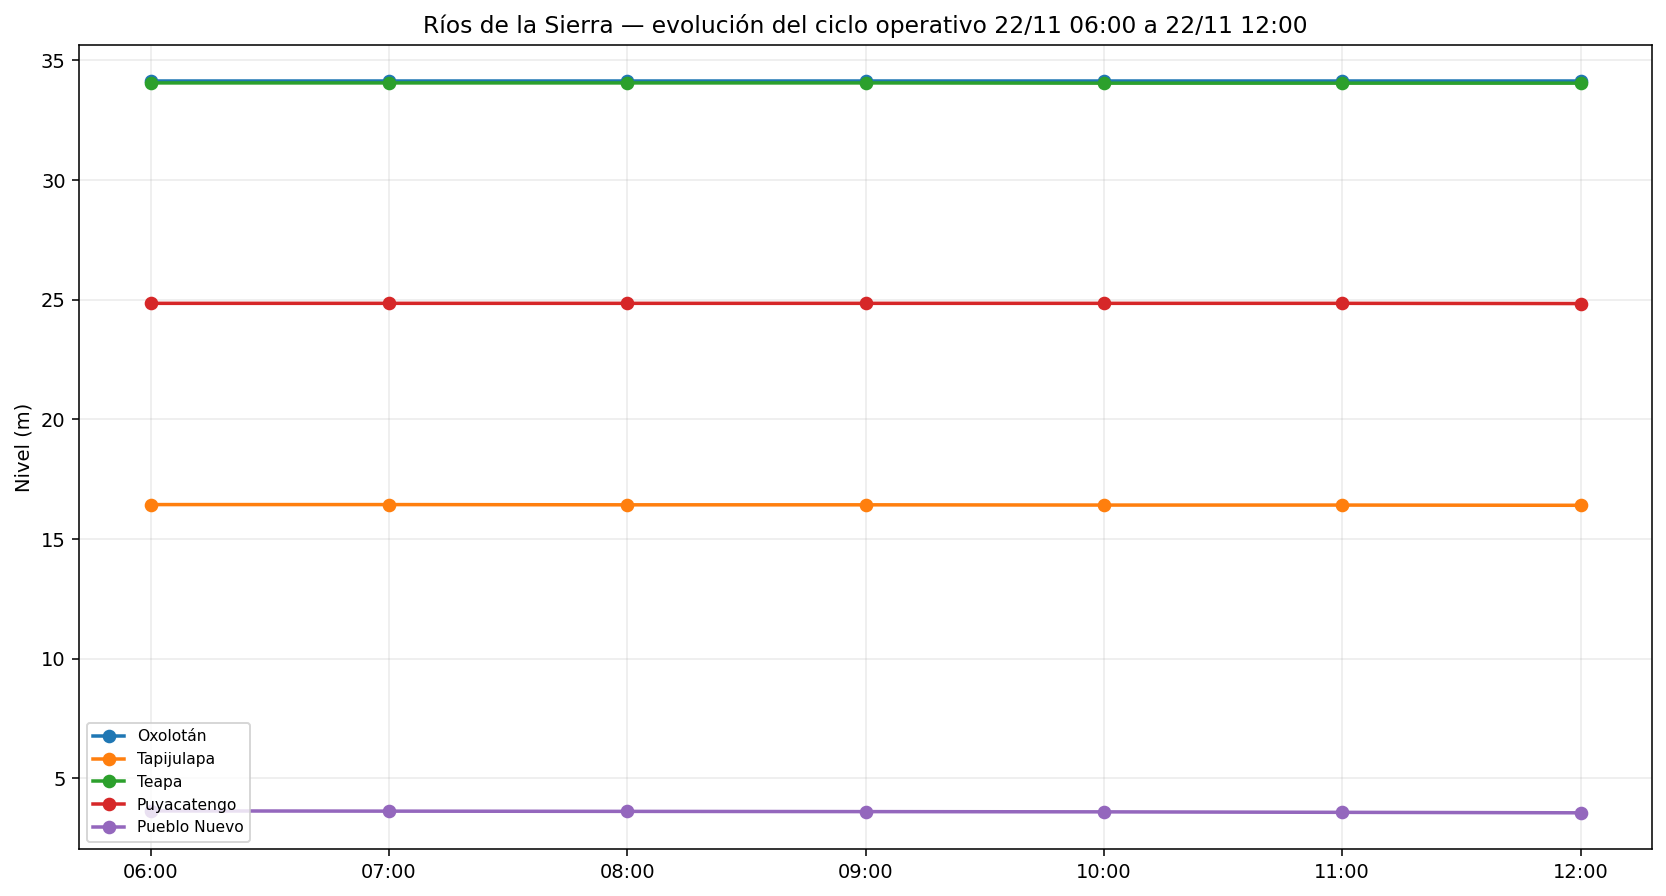 Ríos de la Sierra — evolución del ciclo operativo 22/11 06:00 a 22/11 12:00
Nivel (m)
35
30
25
20
15
10
5
Oxolotán
Tapijulapa
Teapa
Puyacatengo
Pueblo Nuevo
06:00 07:00 08:00 09:00 10:00 11:00 12:00